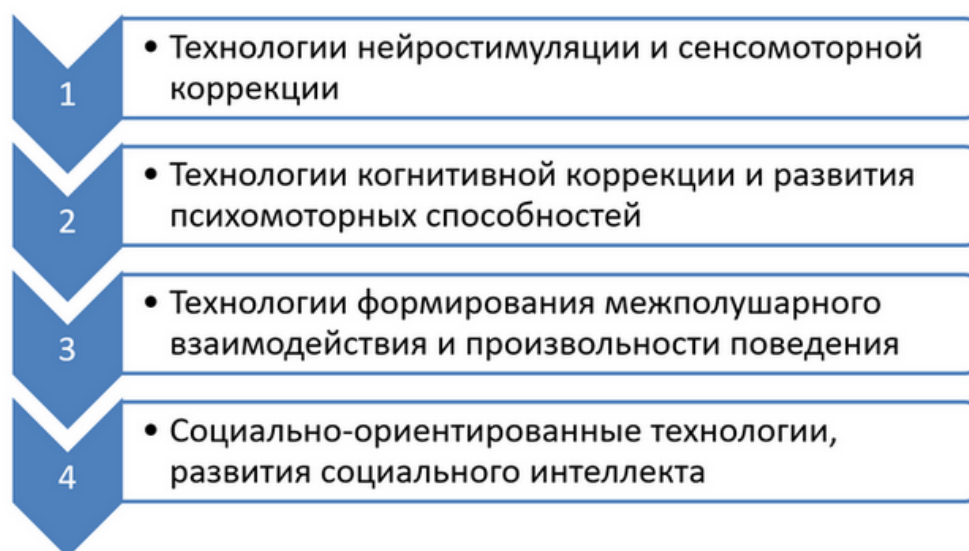 1
• Технологии нейростимуляции и сенсомоторной
коррекции
2
• Технологии когнитивной коррекции и развития
психомоторных способностей
3
• Технологии формирования межполушарного
взаимодействия и произвольности поведения
4
• Социально-ориентированные технологии,
развития социального интеллекта